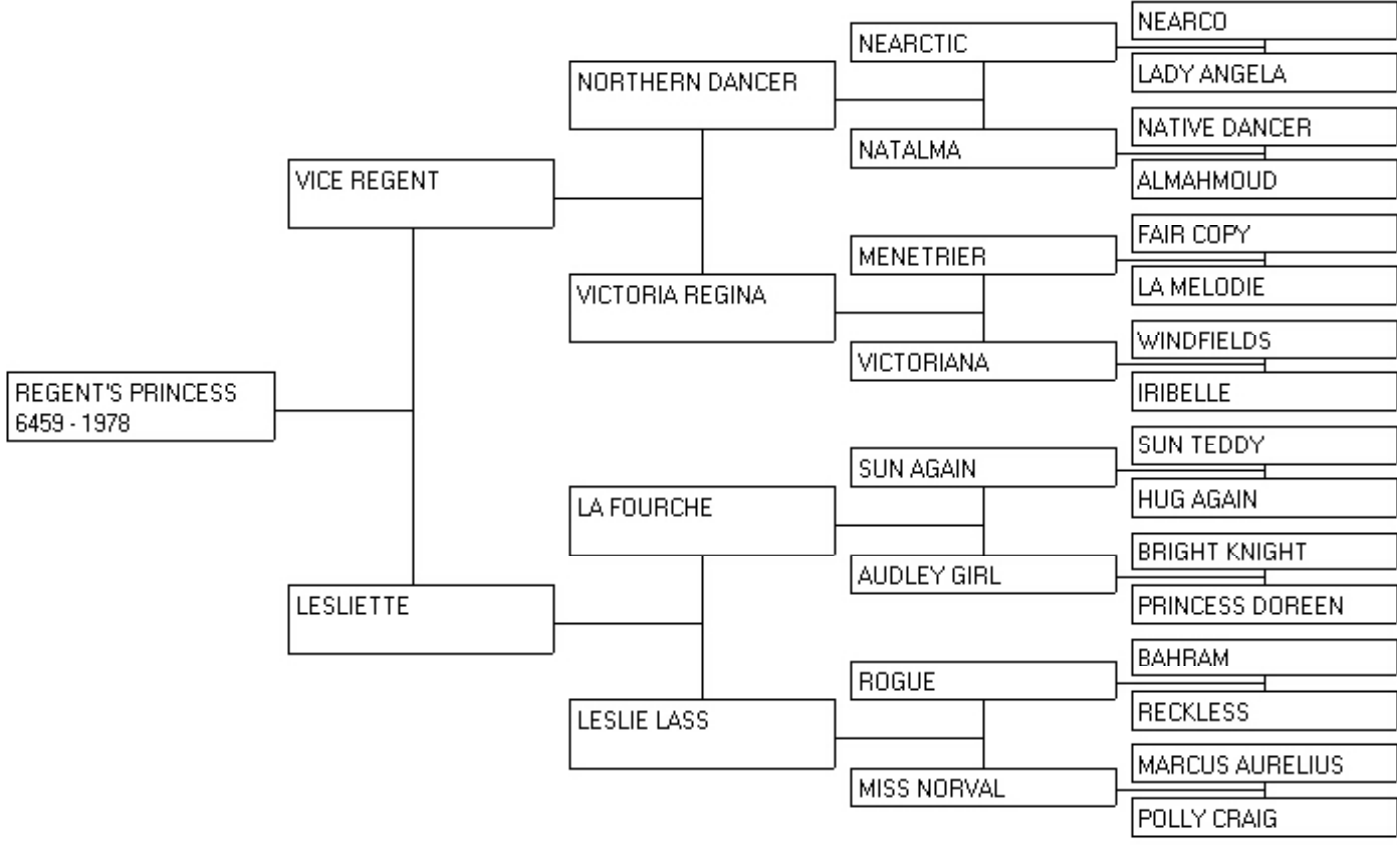 NEARCO
NEARCTIC
LADY ANGELA
NORTHERN DANCER
NATIVE DANCER
NATALMA
ALMAHMOUD
VICE REGENT
FAIR COPY
MENETRIER
LA MELODIE
VICTORIA REGINA
WINDFIELDS
VICTORIANA
IRIBELLE
REGENT'S PRINCESS
6459 - 1978
SUN TEDDY
SUN AGAIN
HUG AGAIN
LA FOURCHE
BRIGHT KNIGHT
AUDLEY GIRL
PRINCESS DOREEN
LESLIETTE
BAHRAM
ROGUE
RECKLESS
LESLIE LASS
MARCUS AURELIUS
MISS NORVAL
POLLY CRAIG